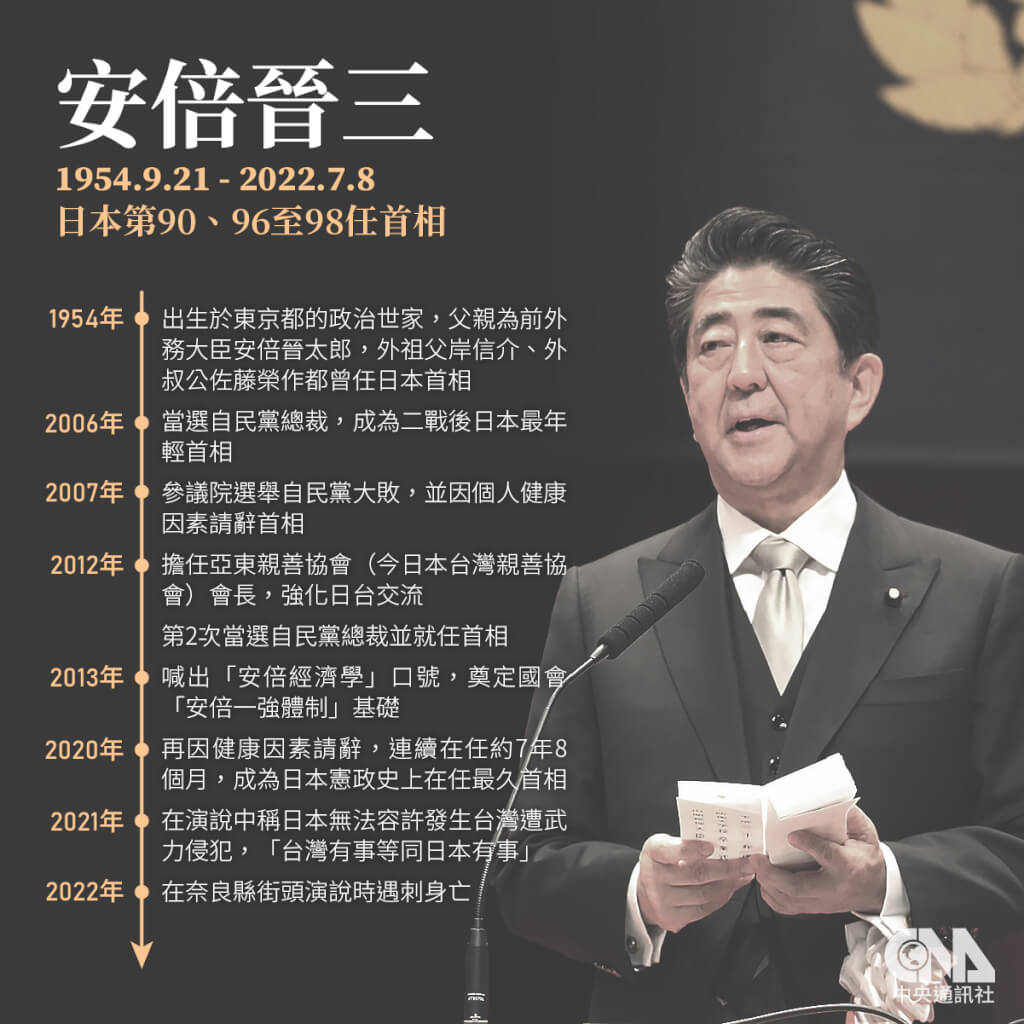 安倍晉三
1954.9.21 - 2022.7.8
日本第90、96至98任首相
1954年
出生於東京都的政治世家，父親為前外
務大臣安倍晉太郎，外祖父岸信介、外
叔公佐藤榮作都曾任日本首相
2006年
當選自民黨總裁，成為二戰後日本最年
輕首相
2007年
參議院選舉自民黨大敗，並因個人健康
因素請辭首相
2012年
擔任亞東親善協會（今日本台灣親善協
會）會長，強化日台交流
第2次當選自民黨總裁並就任首相
2013年
喊出「安倍經濟學」口號，奠定國會
「安倍一強體制」基礎
2020年
再因健康因素請辭，連續在任約7年8
個月，成為日本憲政史上在任最久首相
2021年
在演說中稱日本無法容許發生台灣遭武
力侵犯，「台灣有事等同日本有事」
2022年
在奈良縣街頭演說時遇刺身亡
CNA
中央通訊社